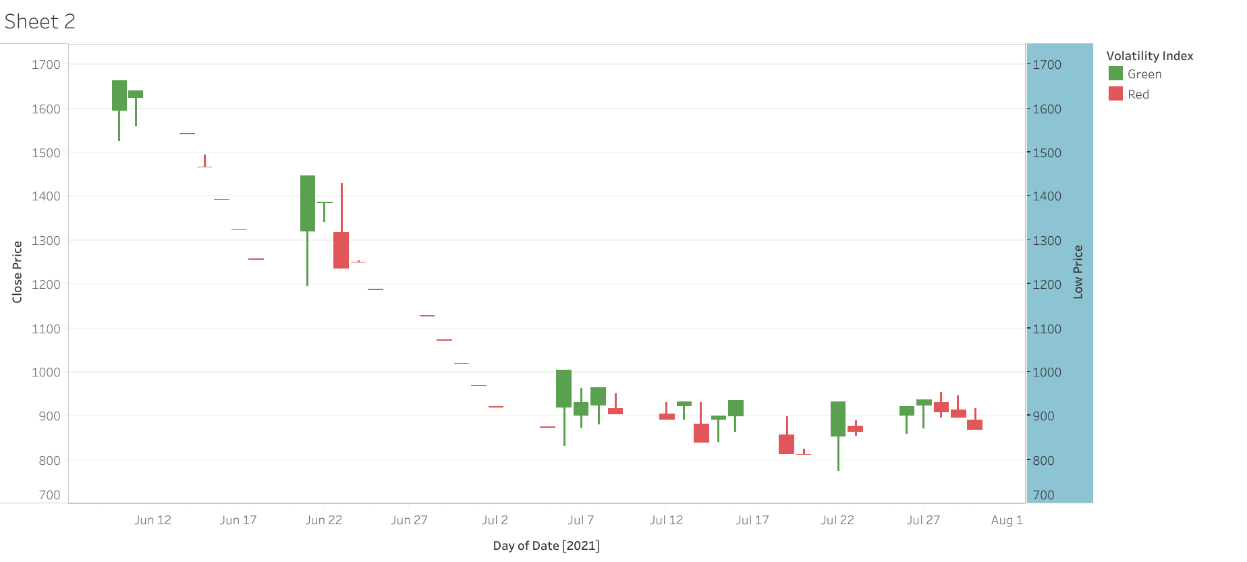 Sheet 2
1700
1600
1500
1400
1300
1200
1100
1000
900
800
700
Close Price
1700
1600
1500
1400
1300
1200
1100
1000
900
800
700
Low Price
Jun 12
Jun 17
Jun 22
Jun 27
Jul 2
Jul 7
Jul 12
Jul 17
Jul 22
Jul 27
Aug 1
Day of Date [2021]
Volatility Index
Green
Red